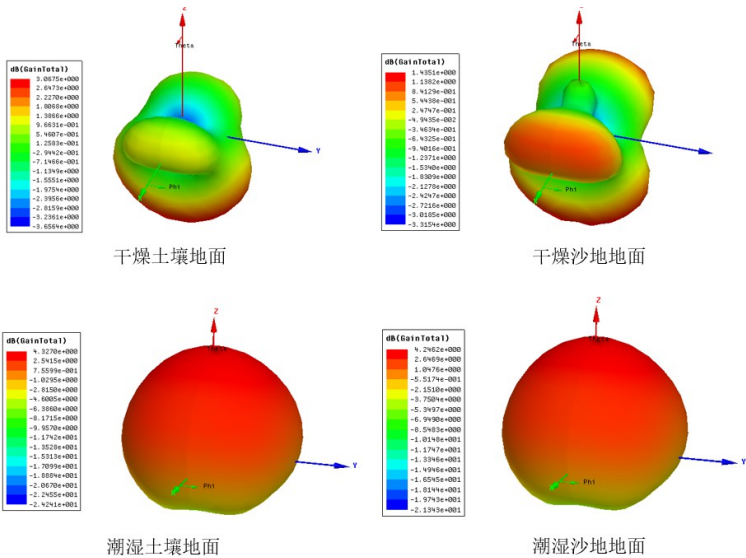 Z
Theta
dB(GainTotal)
3.0675e+000
2.6473e+000
2.2270e+000
1.8068e+000
1.3866e+000
9.6631e-001
5.4607e-001
1.2583e-001
-2.9442e-001
-7.1466e-001
-1.1349e+000
-1.5551e+000
-1.9754e+000
-2.3956e+000
-2.8159e+000
-3.2361e+000
-3.6564e+000
Y
Phi
干燥土壤地面
Theta
dB(GainTotal)
1.4351e+000
1.1382e+000
8.4129e-001
5.4438e-001
2.4747e-001
-4.9435e-002
-3.4634e-001
-6.4325e-001
-9.4016e-001
-1.2371e+000
-1.5340e+000
-1.8309e+000
-2.1278e+000
-2.4247e+000
-2.7216e+000
-3.0185e+000
-3.3154e+000
Phi
干燥沙地地面
Z
Theta
dB(GainTotal)
4.3270e+000
2.5415e+000
7.5599e-001
-1.0295e+000
-2.8150e+000
-4.6005e+000
-6.3860e+000
-8.1715e+000
-9.9570e+000
-1.1742e+001
-1.3528e+001
-1.5313e+001
-1.7099e+001
-1.8884e+001
-2.0670e+001
-2.2455e+001
-2.4241e+001
Y
Phi
潮湿土壤地面
Z
Theta
dB(GainTotal)
4.2462e+000
2.6469e+000
1.0476e+000
-5.5174e-001
-2.1510e+000
-3.7504e+000
-5.3497e+000
-6.9490e+000
-8.5483e+000
-1.0148e+001
-1.1747e+001
-1.3346e+001
-1.4946e+001
-1.6545e+001
-1.8144e+001
-1.9743e+001
-2.1343e+001
Y
Phi
潮湿沙地地面